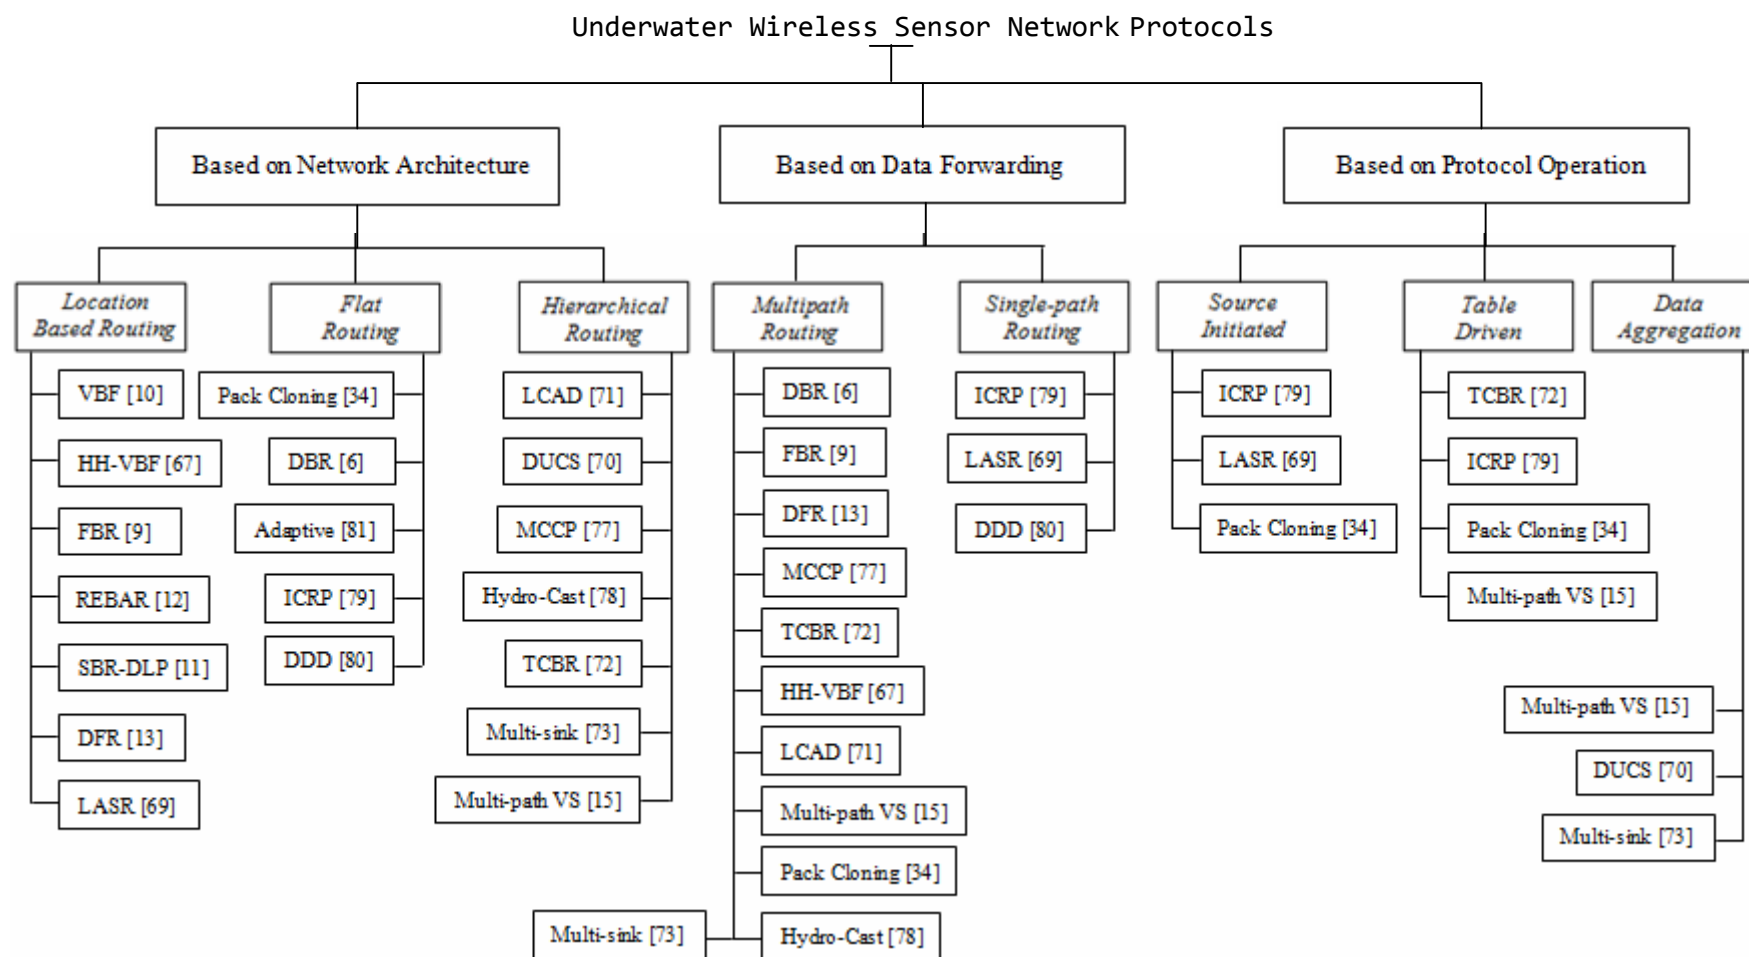 Underwater Wireless Sensor Network Protocols
Based on Network Architecture
Based on Data Forwarding
Based on Protocol Operation
Location
Based Routing
Flat
Routing
Hierarchical
Routing
Multipath
Routing
Single-path
Routing
Source
Initiated
Table
Driven
Data
Aggregation
VBF [10]
HH-VBF [67]
FBR [9]
REBAR [12]
SBR-DLP [11]
DFR [13]
LASR [69]
Pack Cloning [34]
DBR [6]
Adaptive [81]
ICRP [79]
DDD [80]
LCAD [71]
DUCS [70]
MCCP [77]
Hydro-Cast [78]
TCBR [72]
Multi-sink [73]
Multi-path VS [15]
DBR [6]
FBR [9]
DFR [13]
MCCP [77]
TCBR [72]
HH-VBF [67]
LCAD [71]
Multi-path VS [15]
Pack Cloning [34]
Multi-sink [73]
Hydro-Cast [78]
ICRP [79]
LASR [69]
DDD [80]
ICRP [79]
LASR [69]
Pack Cloning [34]
TCBR [72]
ICRP [79]
Pack Cloning [34]
Multi-path VS [15]
Multi-path VS [15]
DUCS [70]
Multi-sink [73]